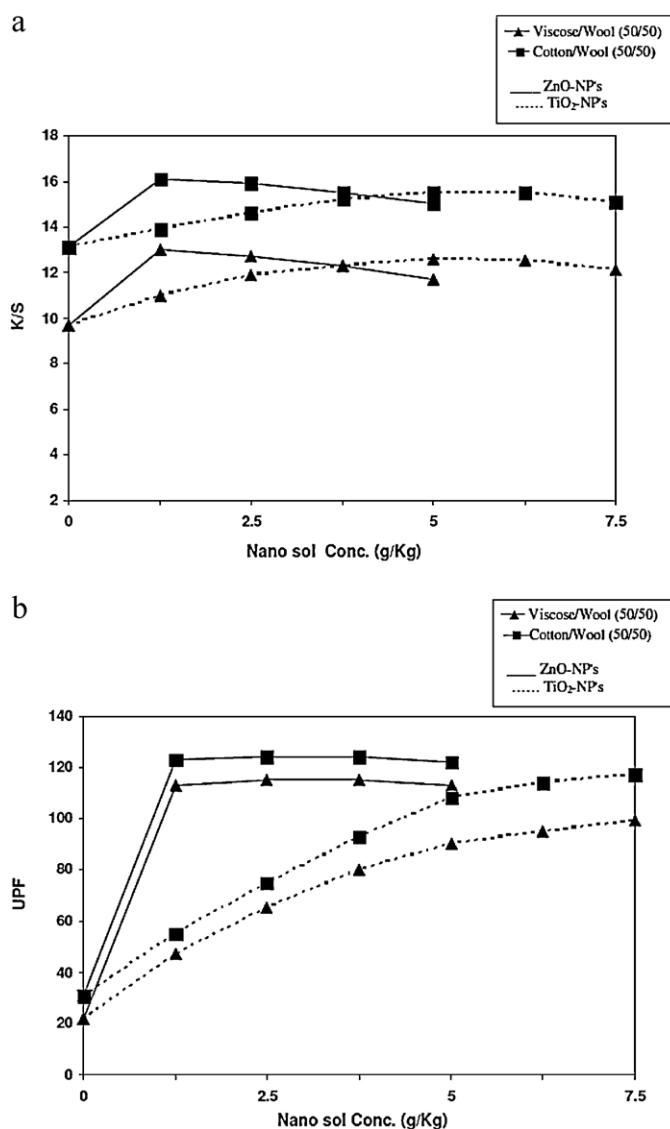 a
Viscose/Wool (50/50)
Cotton/Wool (50/50)
ZnO-NP's
TiO2-NP's
18
16
14
12
10
8
6
4
2
K/S
0
2.5
5
7.5
Nano sol Conc. (g/Kg)
b
Viscose/Wool (50/50)
Cotton/Wool (50/50)
ZnO-NP's
TiO2-NP's
140
120
100
80
60
40
20
0
UPF
0
2.5
5
7.5
Nano sol Conc. (g/Kg)